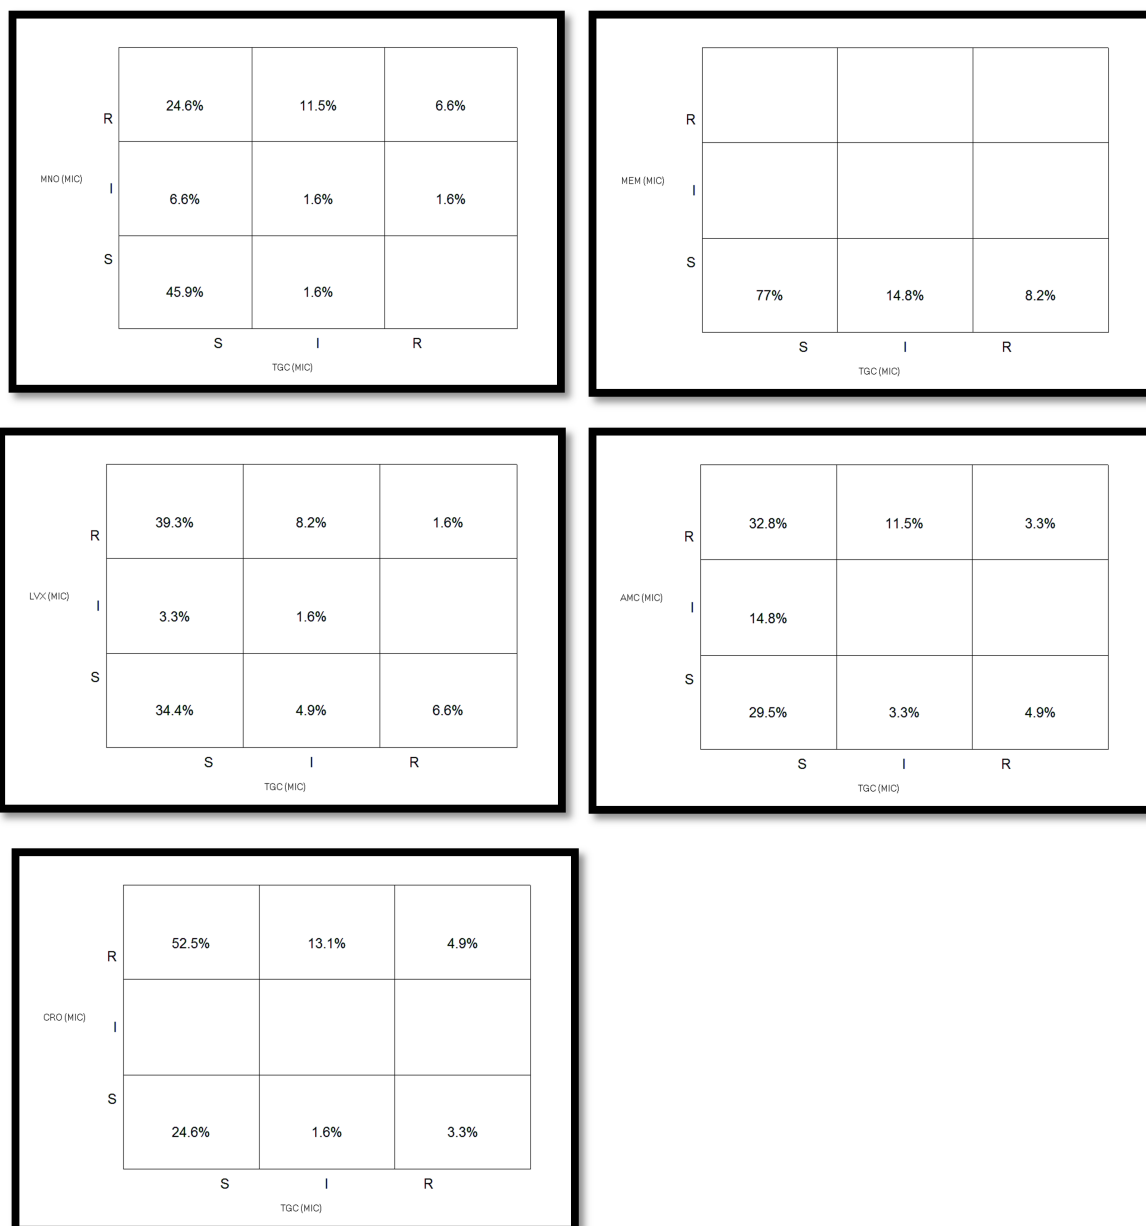 24.6% 11.5% 6.6%
R
MNO (MIC)
I
6.6% 1.6% 1.6%
S
45.9% 1.6%
S I R
TGC (MIC)
R
MEM (MIC)
I
S
77% 14.8% 8.2%
S I R
TGC (MIC)
39.3% 8.2% 1.6%
R
LVX (MIC)
I
3.3% 1.6%
S
34.4% 4.9% 6.6%
S I R
TGC (MIC)
32.8% 11.5% 3.3%
R
AMC (MIC)
I
14.8%
S
29.5% 3.3% 4.9%
S I R
TGC (MIC)
52.5% 13.1% 4.9%
R
CRO (MIC)
I
S
24.6% 1.6% 3.3%
S I R
TGC (MIC)